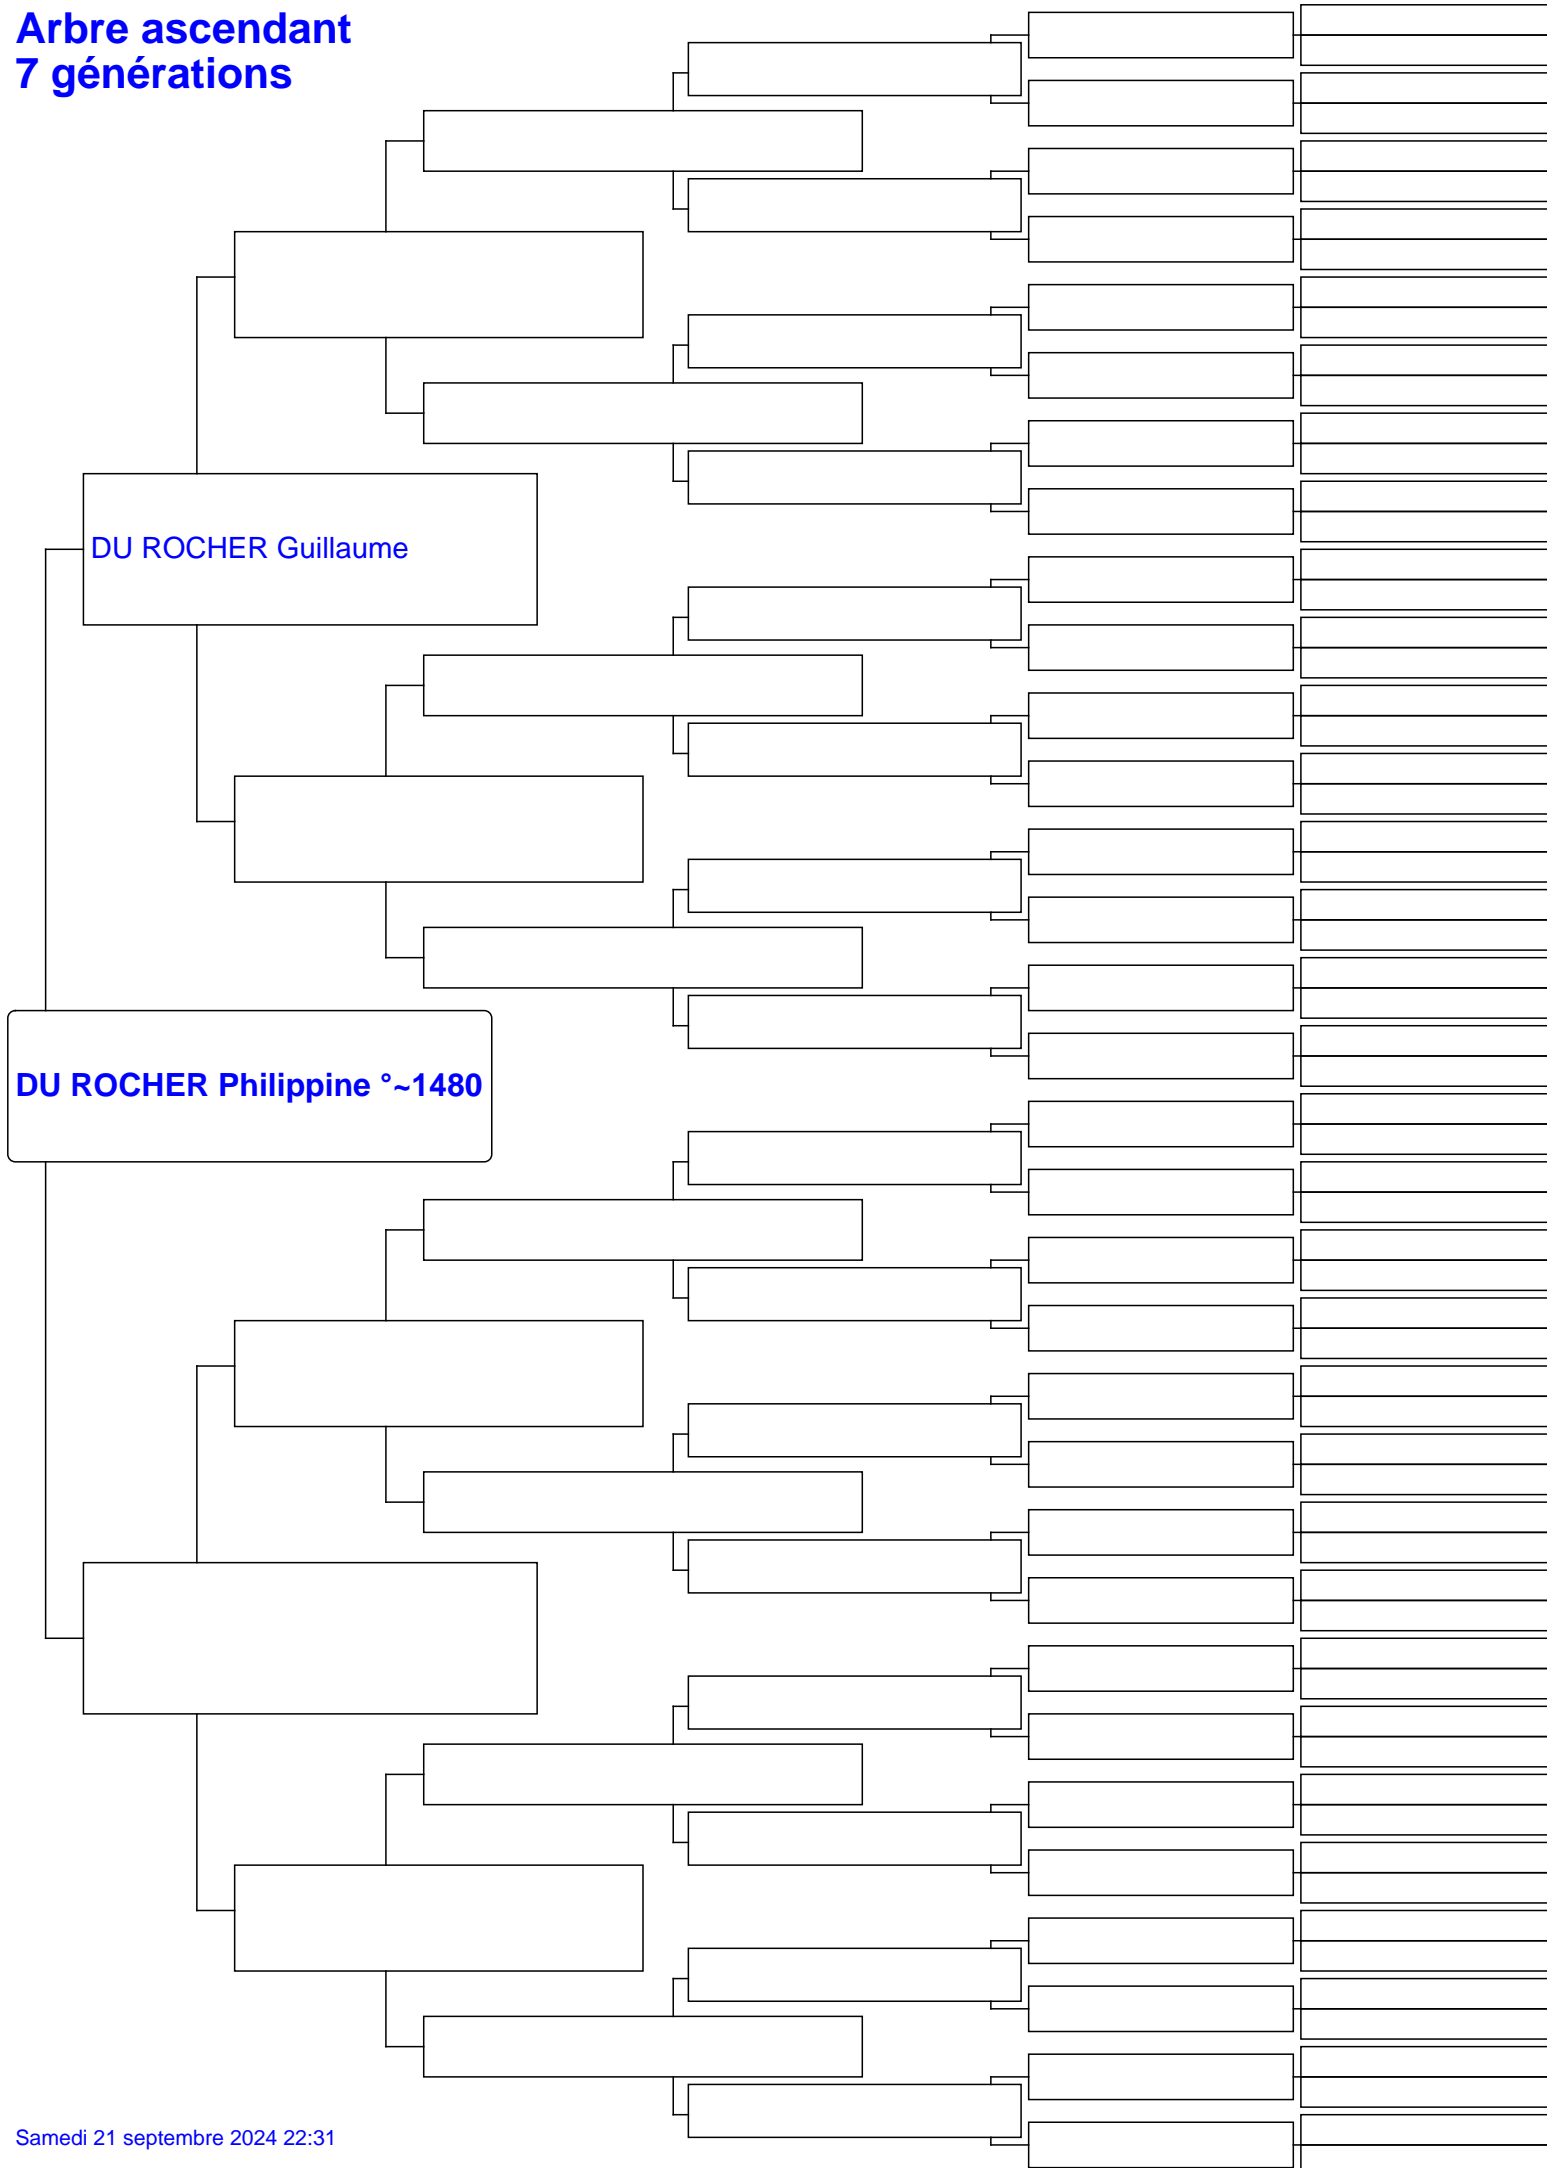 Arbre ascendant
7 générations
DU ROCHER Guillaume
DU ROCHER Philippine °~1480
Samedi 21 septembre 2024 22:31